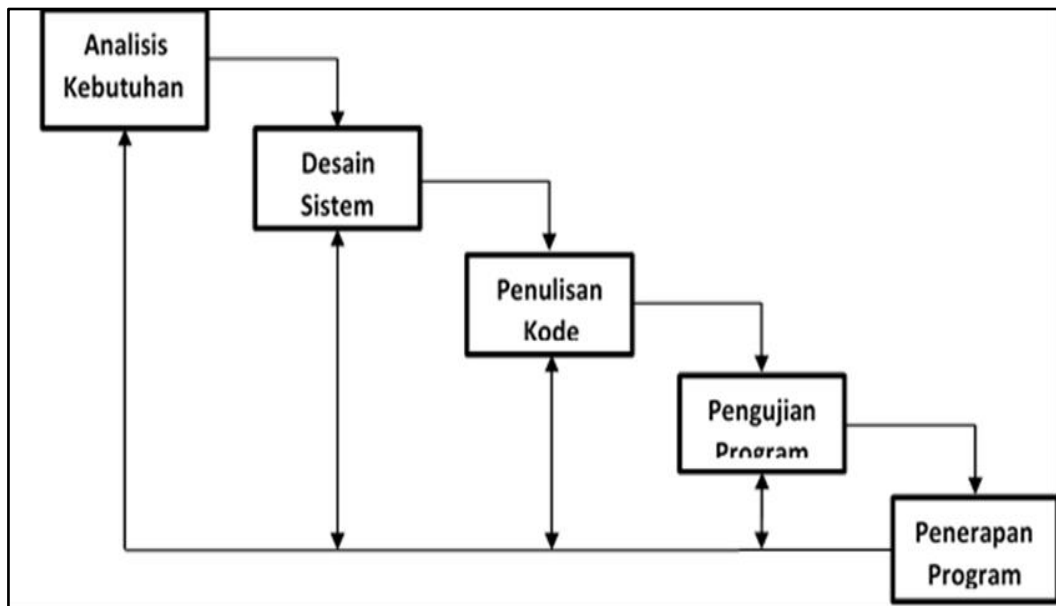 Analisis
Kebutuhan
Desain
Sistem
Penulisan
Kode
Pengujian
Program
Penerapan
Program